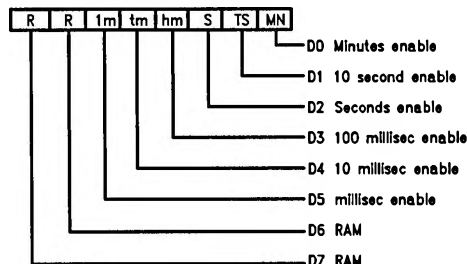 R R 1m tm hm S TS MN
D0 Minutes enable
D1 10 second enable
D2 Seconds enable
D3 100 millisec enable
D4 10 millisec enable
D5 millisec enable
D6 RAM
D7 RAM